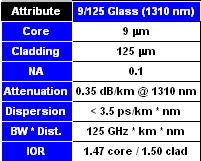 Attribute 9/125 Glass (1310 nm)
Core 9 µm
Cladding 125 µm
NA 0.1
Attenuation 0.35 dB/km @ 1310 nm
Dispersion < 3.5 ps/km * nm
BW * Dist. 125 GHz * km * nm
IOR 1.47 core / 1.50 clad